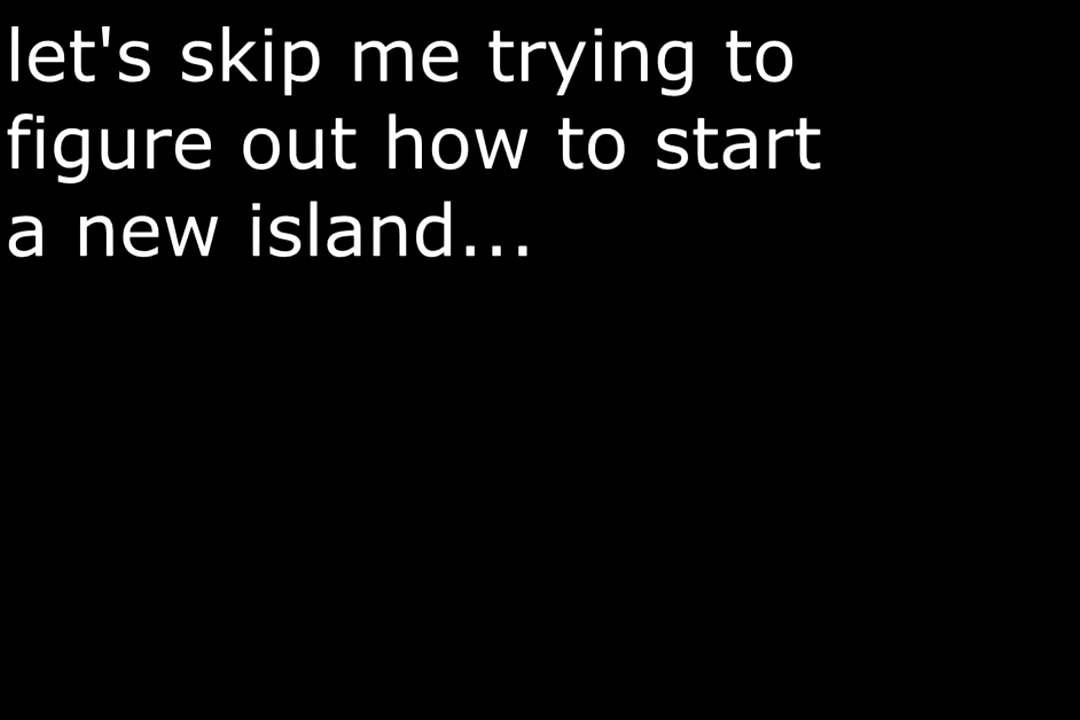 let's skip me trying to
figure out how to start
a new island...